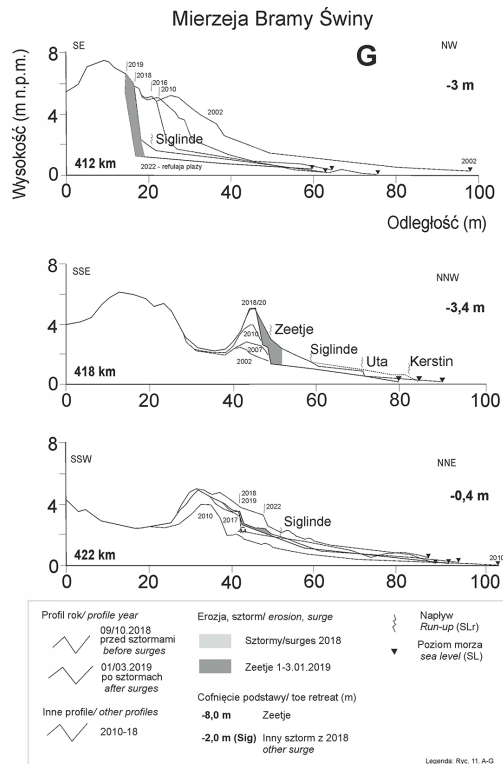 Mierzeja Bramy Świny
Wysokość (m n.p.m.)
8
4
0
SE
G
NW
-3 m
2019
2018
2016
2010
2002
Siglinde
412 km
2022 - refulaja plaży
2002
0 20 40 60 80 100
Odległość (m)
8
4
0
SSE
NNW
-3,4 m
2018/20
2010
2007
2002
Zeetje
Siglinde
Uta
Kerstin
418 km
0 20 40 60 80 100
8
4
0
SSW
NNE
-0,4 m
2018
2019
2022
2010
2017
Siglinde
422 km
2010
0 20 40 60 80 100
Profil rok/ profile year
09/10.2018
przed sztormami
before surges
01/03.2019
po sztormach
after surges
Inne profile/ other profiles
2010-18
Erozja, sztorm/ erosion, surge
Sztormy/surges 2018
Zeetje 1-3.01.2019
Cofnięcie podstawy/ toe retreat (m)
-8,0 m Zeetje
-2,0 m (Sig) Inny sztorm z 2018
other surge
Napływ
Run-up (SLr)
Poziom morza
sea level (SL)
Legenda: Ryc. 11. A-G